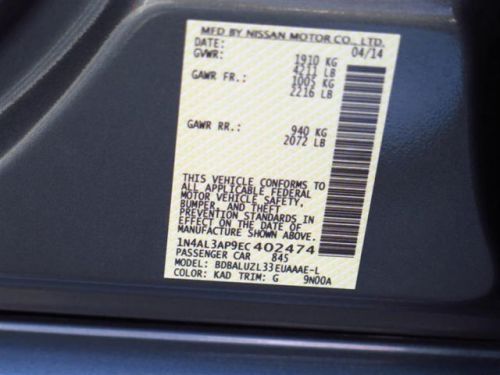 MFD BY NISSAN MOTOR CO., LTD.
DATE: 04/14
GVWR: 1910 KG
4211 LB
GAWR FR.: 1005 KG
2216 LB
GAWR RR.: 940 KG
2072 LB
THIS VEHICLE CONFORMS TO
ALL APPLICABLE FEDERAL
MOTOR VEHICLE SAFETY,
BUMPER, AND THEFT
PREVENTION STANDARDS IN
EFFECT ON THE DATE OF
MANUFACTURE SHOWN ABOVE.
1N4AL3AP9EC402474
PASSENGER CAR 845
MODEL: BDBALUZL33EUAAAE-L
COLOR: KAD TRIM: G 9N00A